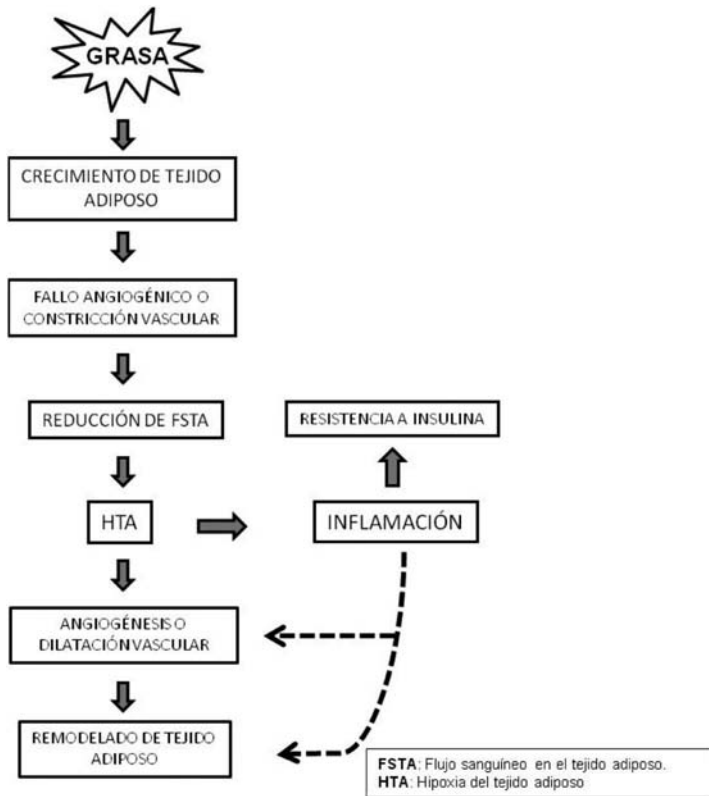 GRASA
CRECIMIENTO DE TEJIDO
ADIPOSO
FALLO ANGIOGÉNICO O
CONSTRICCIÓN VASCULAR
REDUCCIÓN DE FSTA
RESISTENCIA A INSULINA
HTA
INFLAMACIÓN
ANGIOGÉNESIS O
DILATACIÓN VASCULAR
REMODELADO DE TEJIDO
ADIPOSO
FSTA: Flujo sanguíneo en el tejido adiposo.
HTA: Hipoxia del tejido adiposo